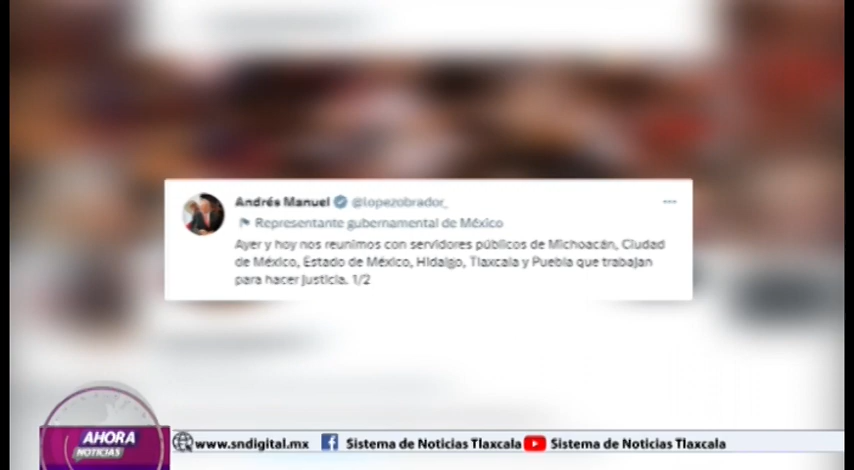 Andrés Manuel @lopezobrador_
Representante gubernamental de México
Ayer y hoy nos reunimos con servidores públicos de Michoacán, Ciudad
de México, Estado de México, Hidalgo, Tlaxcala y Puebla que trabajan
para hacer justicia. 1/2
AHORA
NOTICIAS
www.sndigital.mx Sistema de Noticias Tlaxcala Sistema de Noticias Tlaxcala